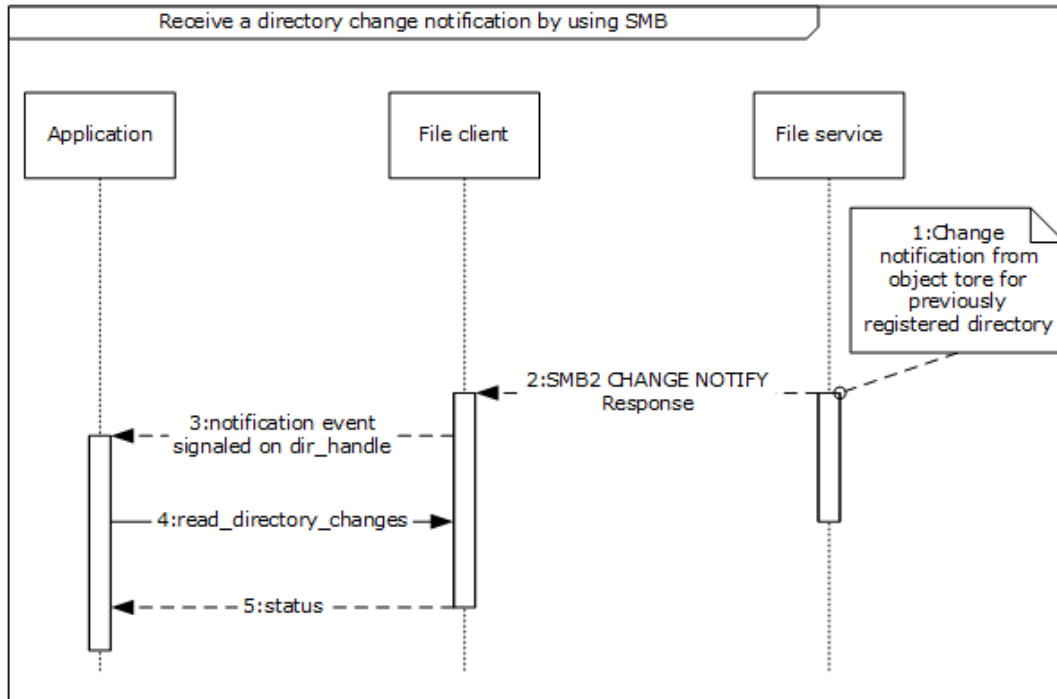 Receive a directory change notification by using SMB
Application
File client
File service
1:Change
notification from
object tore for
previously
registered directory
2:SMB2 CHANGE NOTIFY
Response
3:notification event
signaled on dir_handle
4:read_directory_changes
5:status